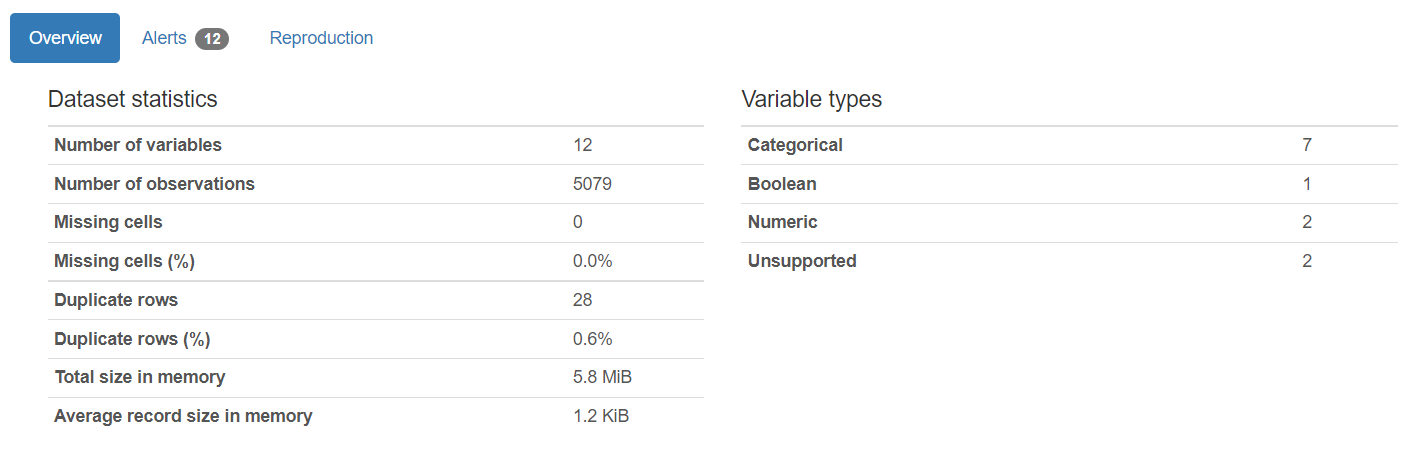 Overview Alerts 12 Reproduction
Dataset statistics
Number of variables 12
Number of observations 5079
Missing cells 0
Missing cells (%) 0.0%
Duplicate rows 28
Duplicate rows (%) 0.6%
Total size in memory 5.8 MiB
Average record size in memory 1.2 KiB
Variable types
Categorical 7
Boolean 1
Numeric 2
Unsupported 2